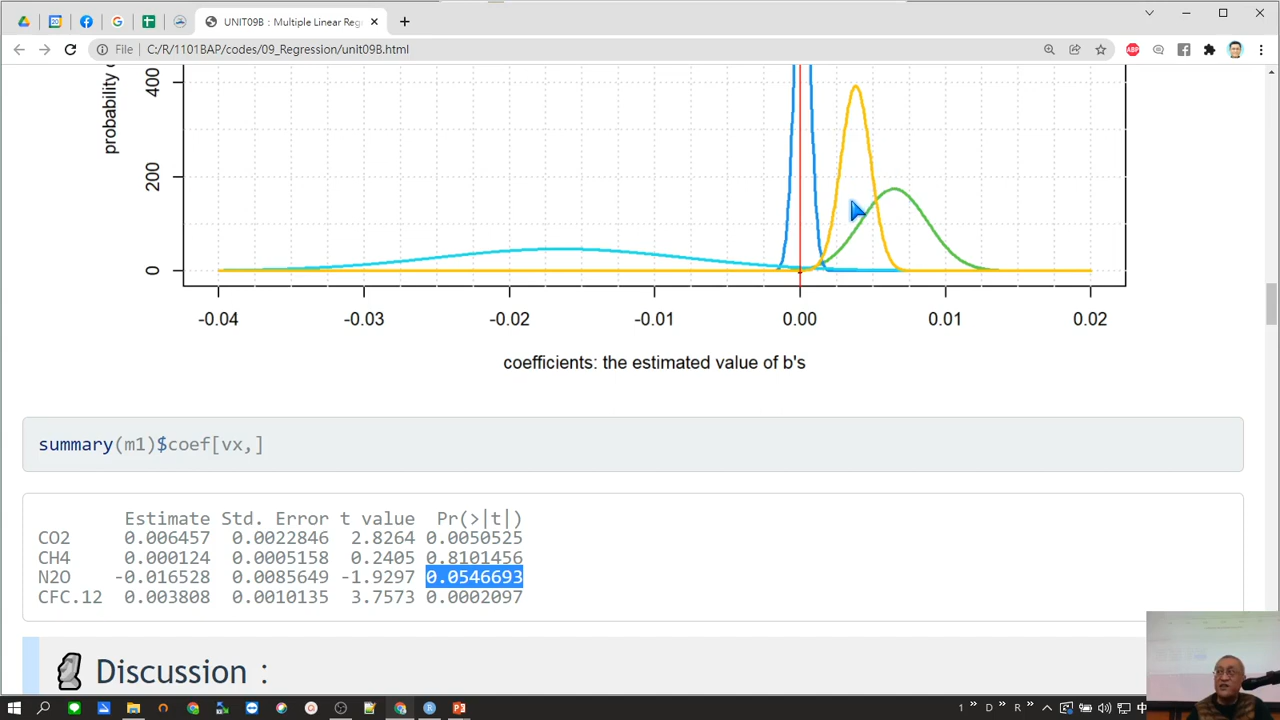 UNIT09B : Multiple Linear Reg
File
C:/R/1101BAP/codes/09_Regression/unit09B.html
400
200
0
probability
-0.04 -0.03 -0.02 -0.01 0.00 0.01 0.02
coefficients: the estimated value of b's
summary(m1)$coef[vx,]
Estimate Std. Error t value Pr(>|t|)
CO2 0.006457 0.0022846 2.8264 0.0050525
CH4 0.000124 0.0005158 0.2405 0.8101456
N2O -0.016528 0.0085649 -1.9297 0.0546693
CFC.12 0.003808 0.0010135 3.7573 0.0002097
Discussion :
1 D R
中